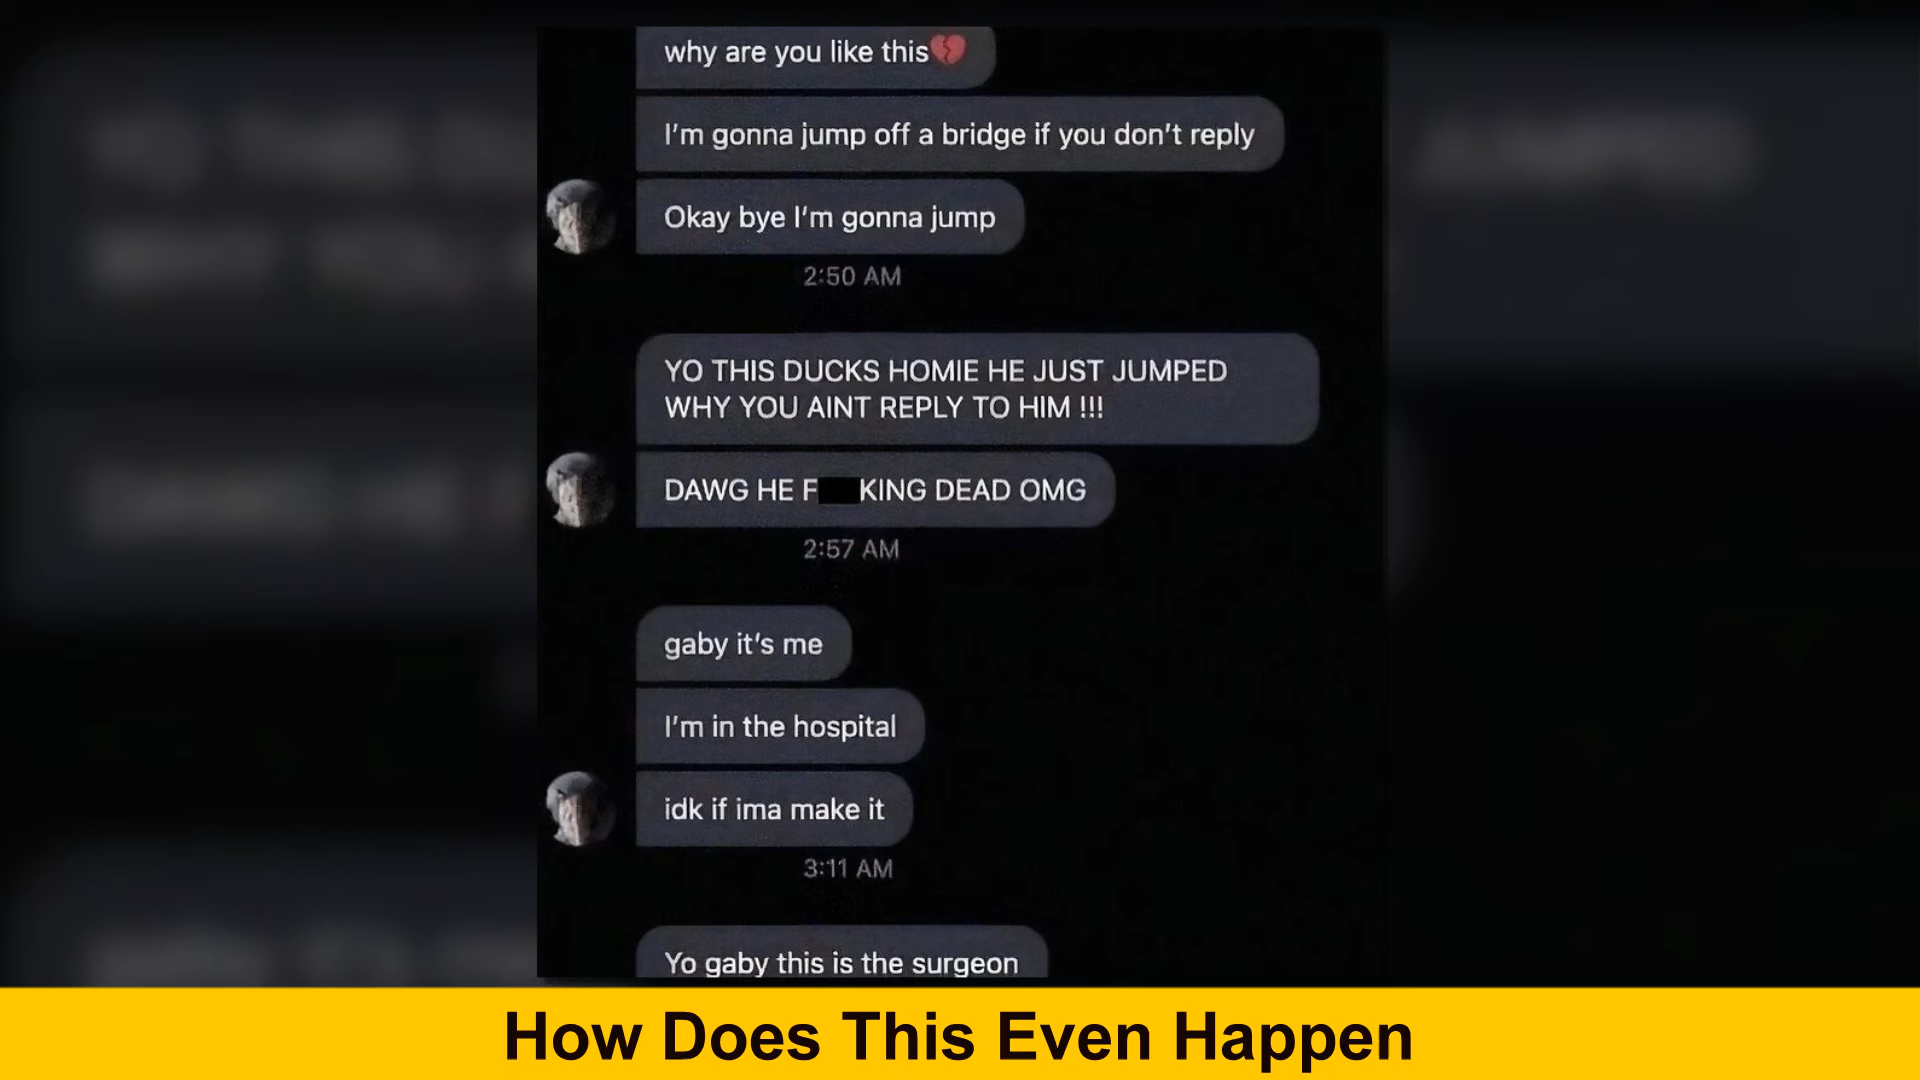 why are you like this💔
I'm gonna jump off a bridge if you don't reply
Okay bye I'm gonna jump
2:50 AM
YO THIS DUCKS HOMIE HE JUST JUMPED
WHY YOU AINT REPLY TO HIM !!!
DAWG HE F KING DEAD OMG
2:57 AM
gaby it's me
I'm in the hospital
idk if ima make it
3:11 AM
Yo gaby this is the surgeon
How Does This Even Happen